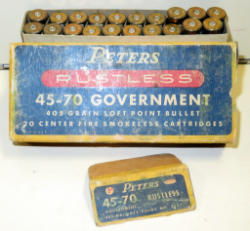 PETERS
RUSTLESS
45-70 GOVERNMENT
405 GRAIN SOFT POINT BULLET
20 CENTER FIRE SMOKELESS CARTRIDGES
PETERS
45-70 RUSTLESS